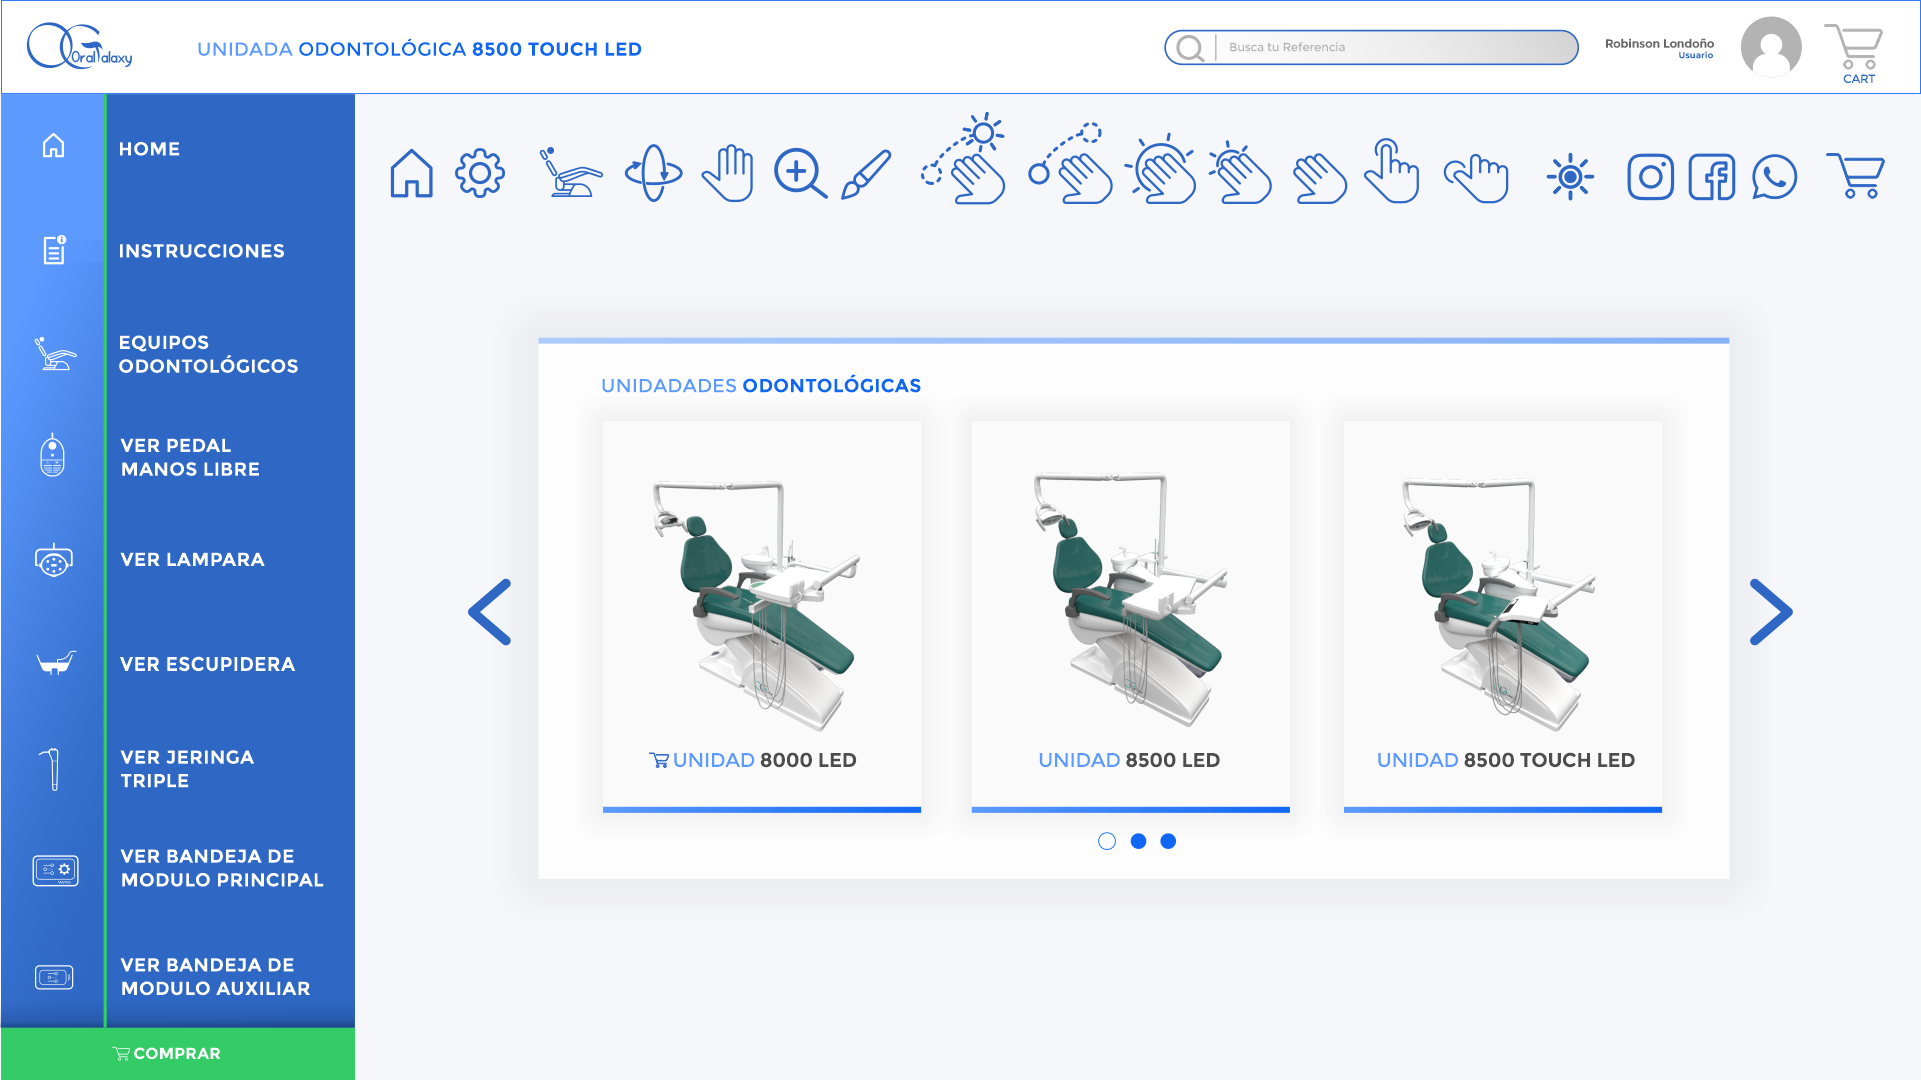 OralGalaxy
UNIDADA ODONTOLÓGICA 8500 TOUCH LED
Busca tu Referencia
Robinson Londoño
Usuario
CART
HOME
INSTRUCCIONES
EQUIPOS
ODONTOLÓGICOS
VER PEDAL
MANOS LIBRE
VER LAMPARA
VER ESCUPIDERA
VER JERINGA
TRIPLE
VER BANDEJA DE
MODULO PRINCIPAL
VER BANDEJA DE
MODULO AUXILIAR
COMPRAR
UNIDADADES ODONTOLÓGICAS
UNIDAD 8000 LED
UNIDAD 8500 LED
UNIDAD 8500 TOUCH LED